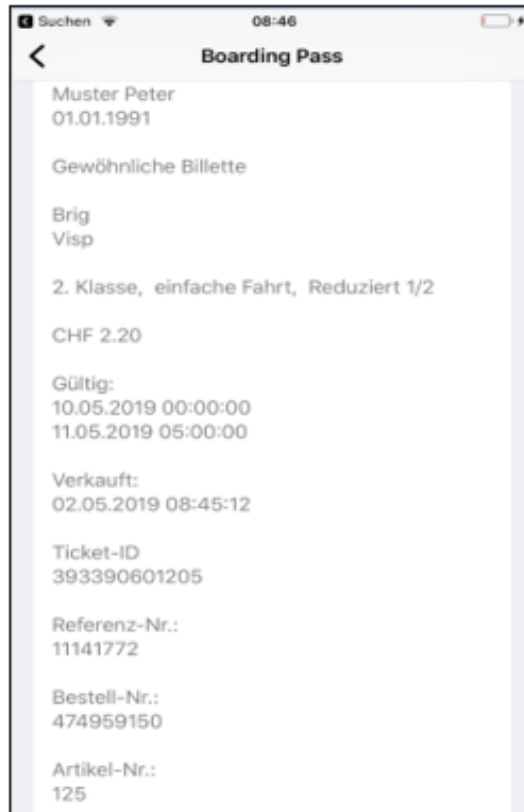 Suchen
08:46
Boarding Pass
Muster Peter
01.01.1991
Gewöhnliche Billette
Brig
Visp
2. Klasse, einfache Fahrt, Reduziert 1/2
CHF 2.20
Gültig:
10.05.2019 00:00:00
11.05.2019 05:00:00
Verkauft:
02.05.2019 08:45:12
Ticket-ID
393390601205
Referenz-Nr.:
11141772
Bestell-Nr.:
474959150
Artikel-Nr.:
125